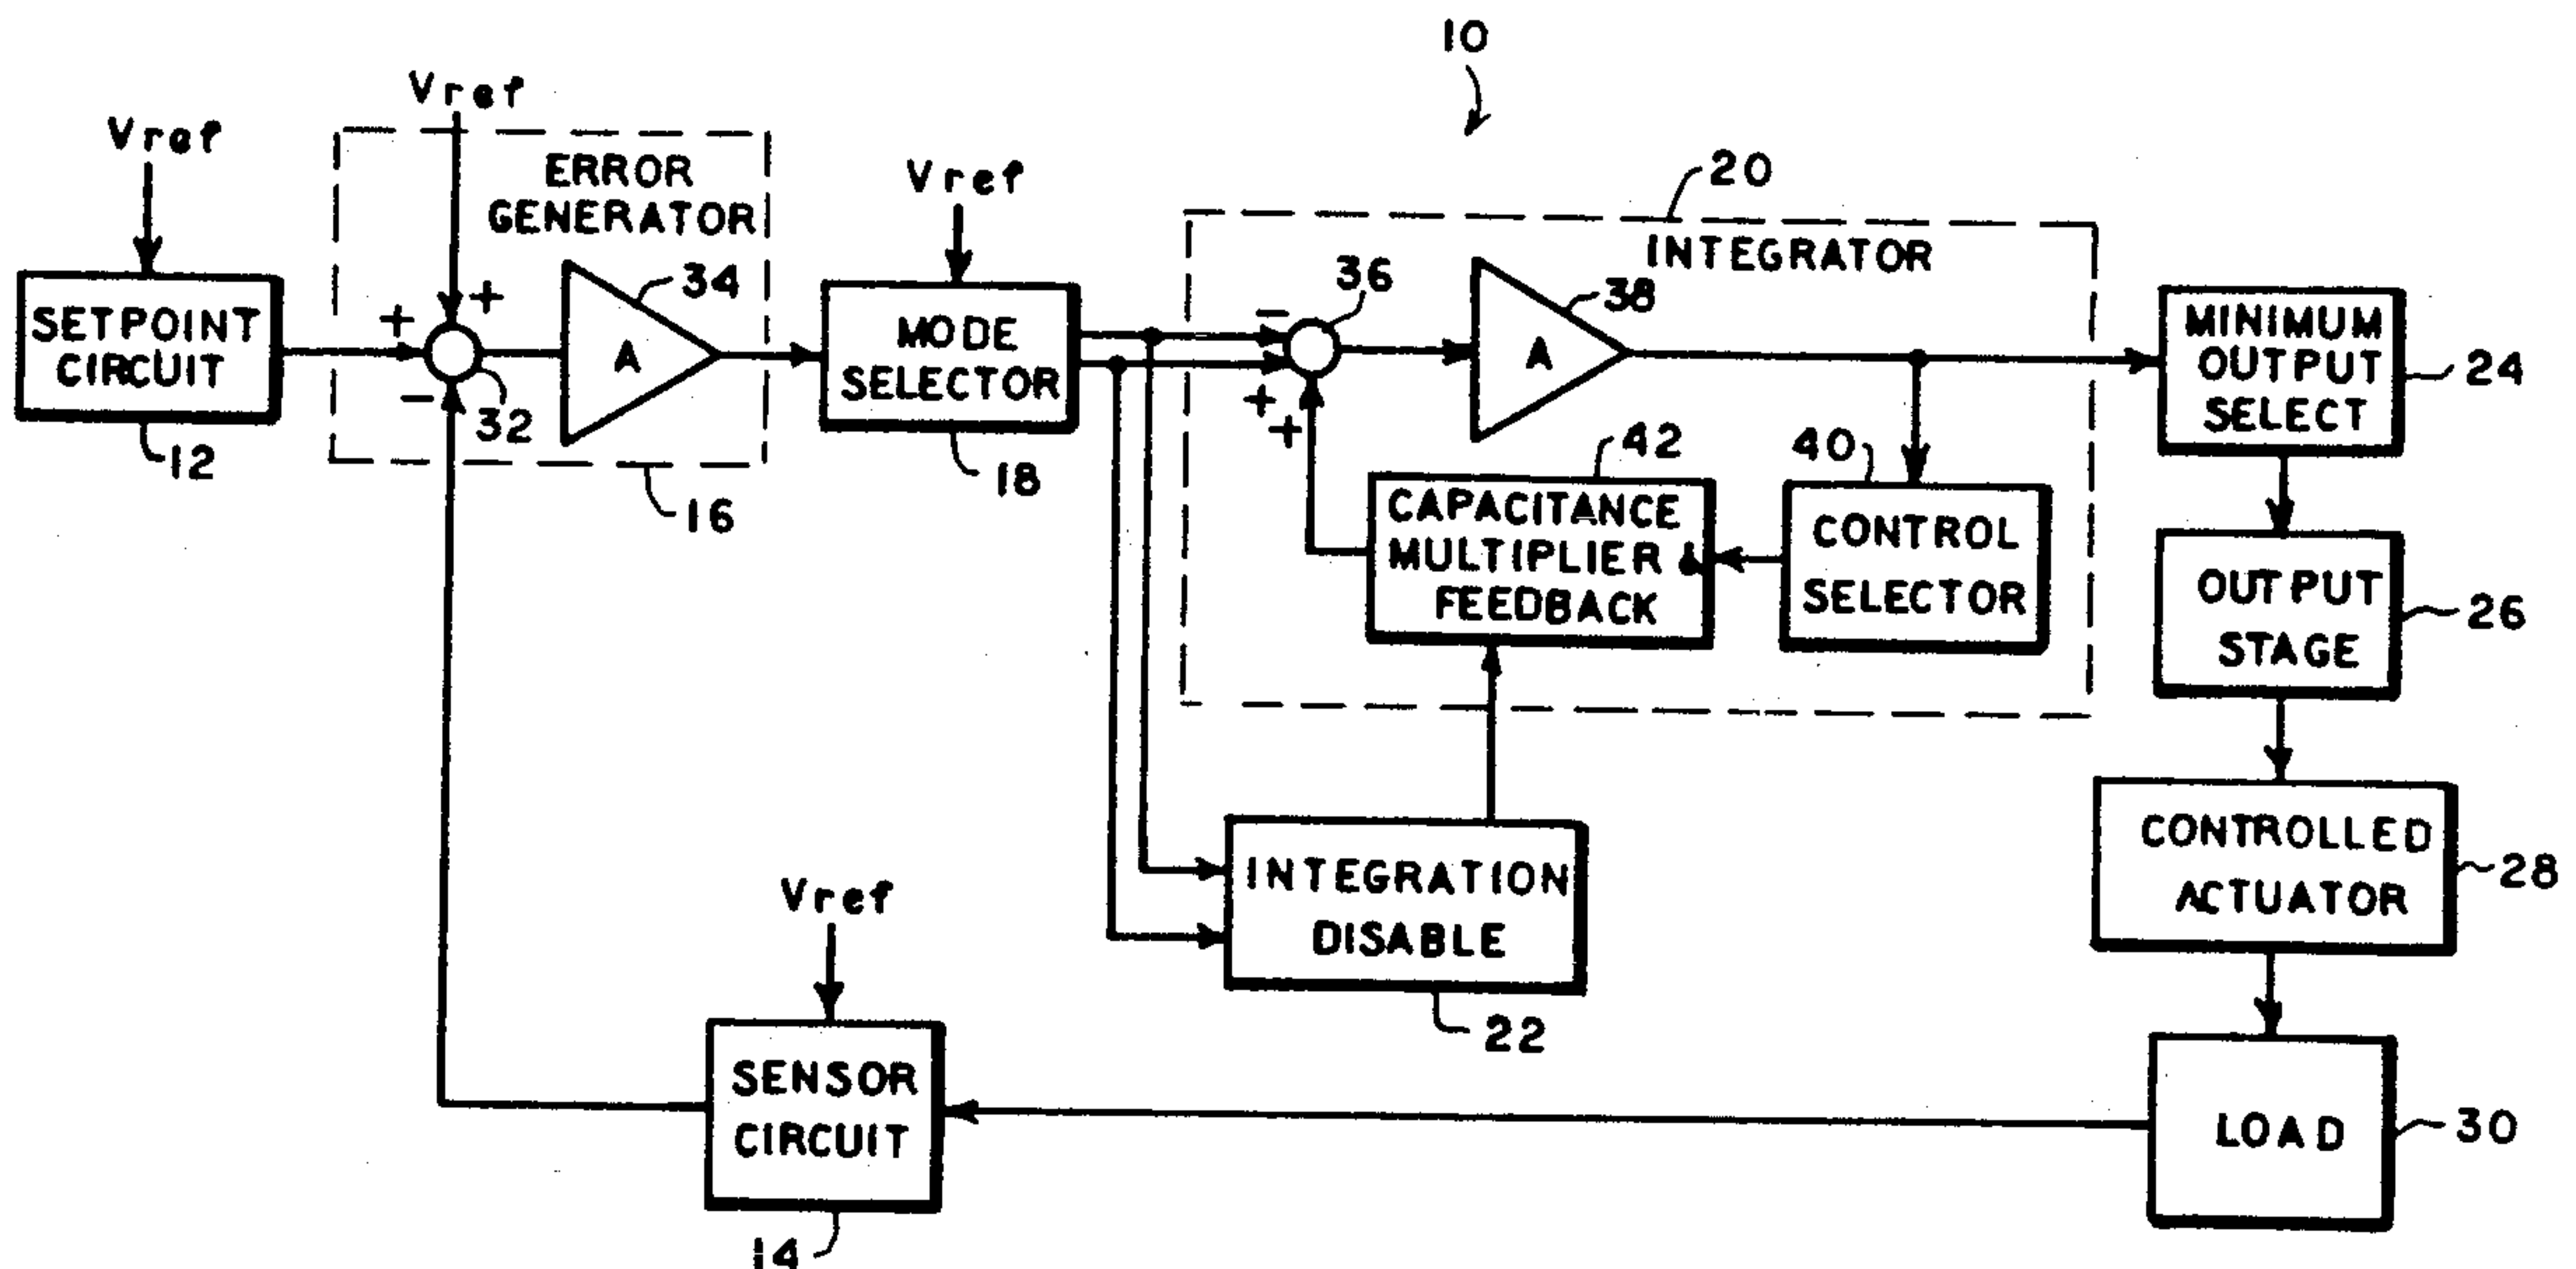 10
Vref
Vref
ERROR
GENERATOR
Vref
20
INTEGRATOR
34
36
38
+
+
-
32
A
-
+
+
A
SETPOINT
CIRCUIT
12
MODE
SELECTOR
18
16
MINIMUM
OUTPUT
SELECT
24
42
40
CAPACITANCE
MULTIPLIER
FEEDBACK
CONTROL
SELECTOR
OUTPUT
STAGE
26
INTEGRATION
DISABLE
22
CONTROLLED
ACTUATOR
28
Vref
SENSOR
CIRCUIT
14
LOAD
30